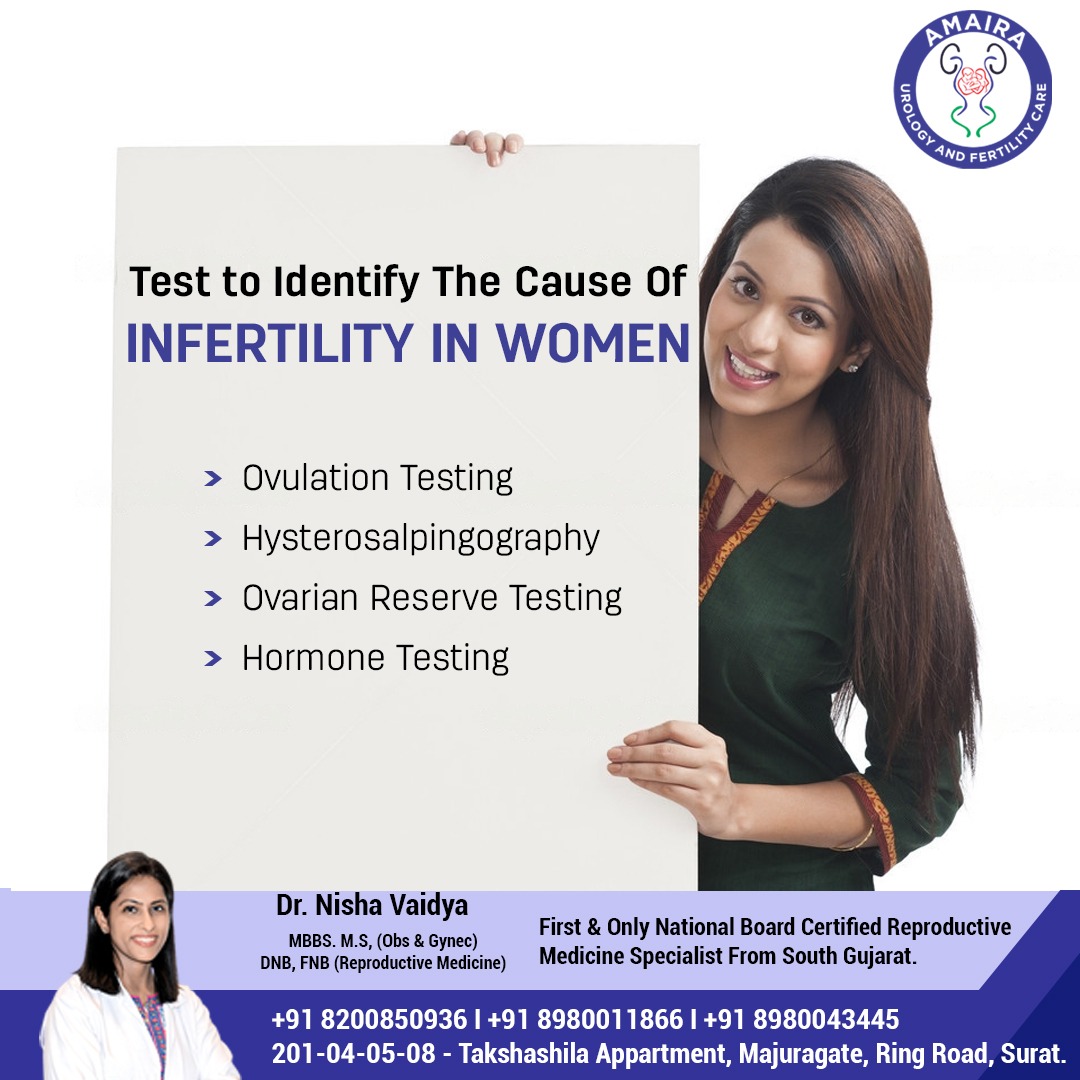 AMAIRA
UROLOGY AND FERTILITY CARE
Test to Identify The Cause Of
INFERTILITY IN WOMEN
Ovulation Testing
Hysterosalpingography
Ovarian Reserve Testing
Hormone Testing
Dr. Nisha Vaidya
MBBS. M.S, (Obs & Gynec)
DNB, FNB (Reproductive Medicine)
First & Only National Board Certified Reproductive
Medicine Specialist From South Gujarat.
+91 8200850936 I +91 8980011866 I +91 8980043445
201-04-05-08 - Takshashila Appartment, Majuragate, Ring Road, Surat.